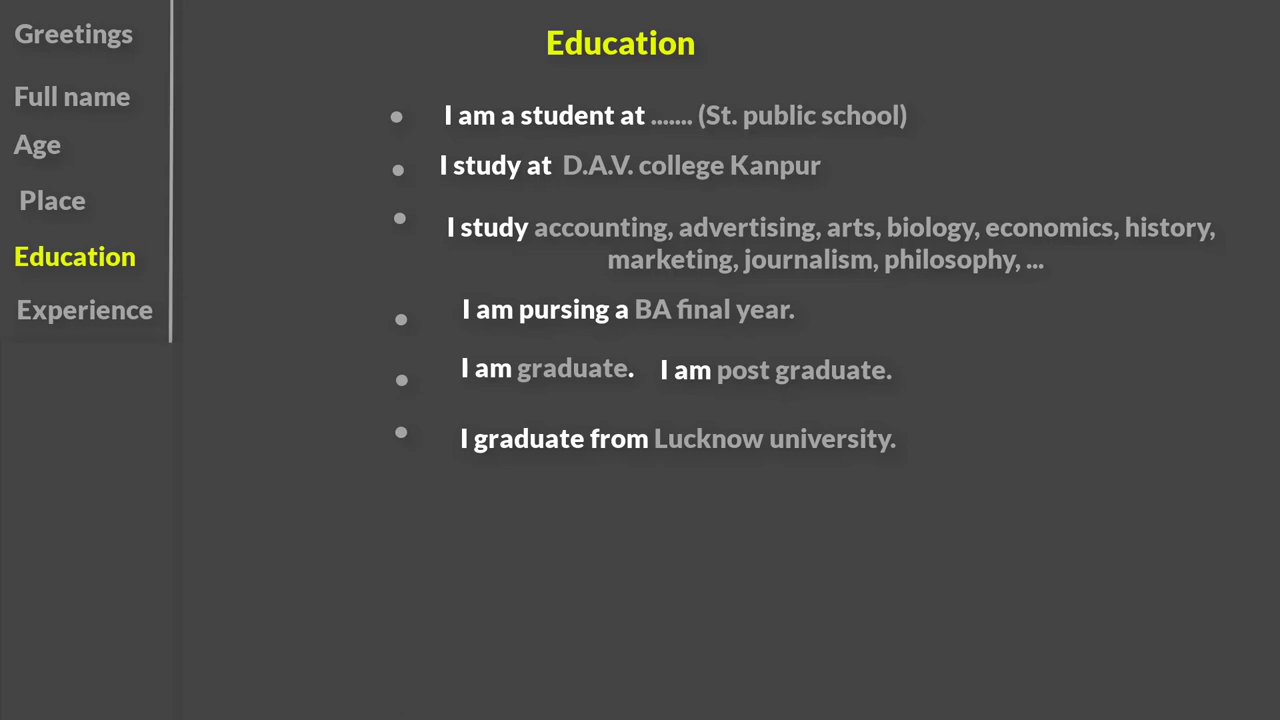 Greetings
Full name
Age
Place
Education
Experience
Education
I am a student at ....... (St. public school)
I study at D.A.V. college Kanpur
I study accounting, advertising, arts, biology, economics, history,
marketing, journalism, philosophy, ...
I am pursing a BA final year.
I am graduate. I am post graduate.
I graduate from Lucknow university.